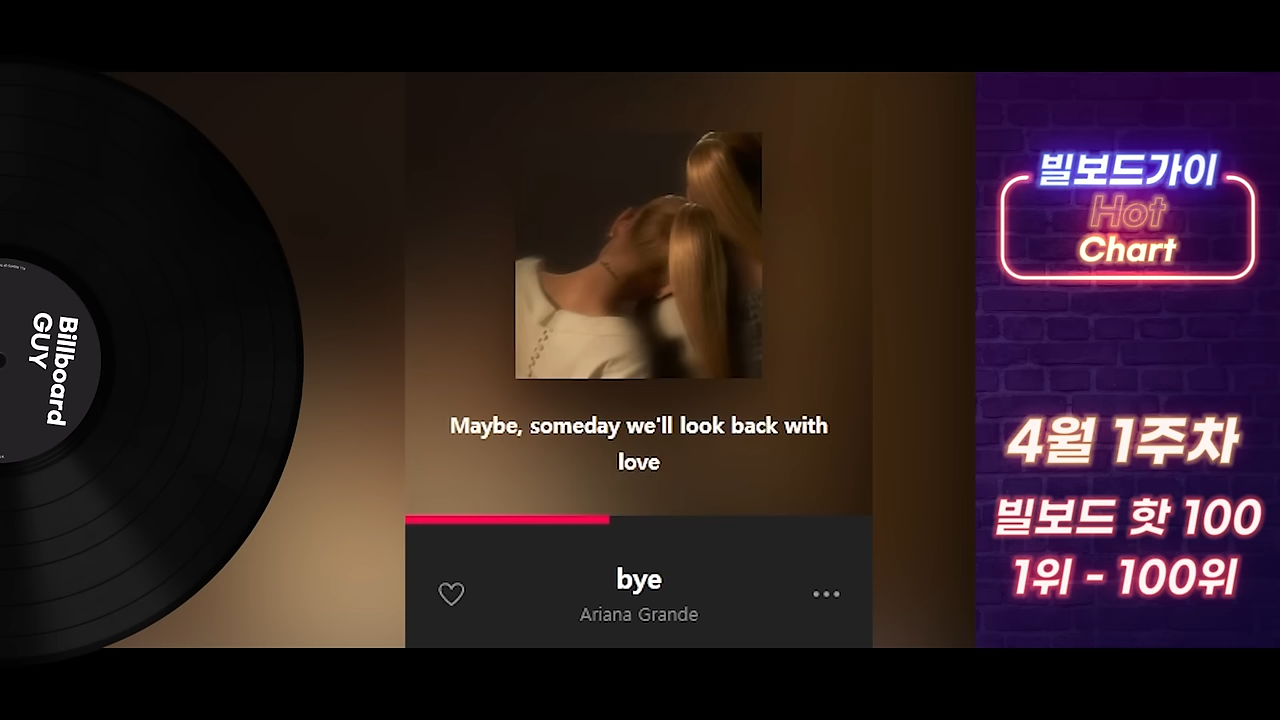 Billboard
GUY
Maybe, someday we'll look back with
love
bye
Ariana Grande
빌보드가이
Hot
Chart
4월 1주차
빌보드 핫 100
1위 - 100위